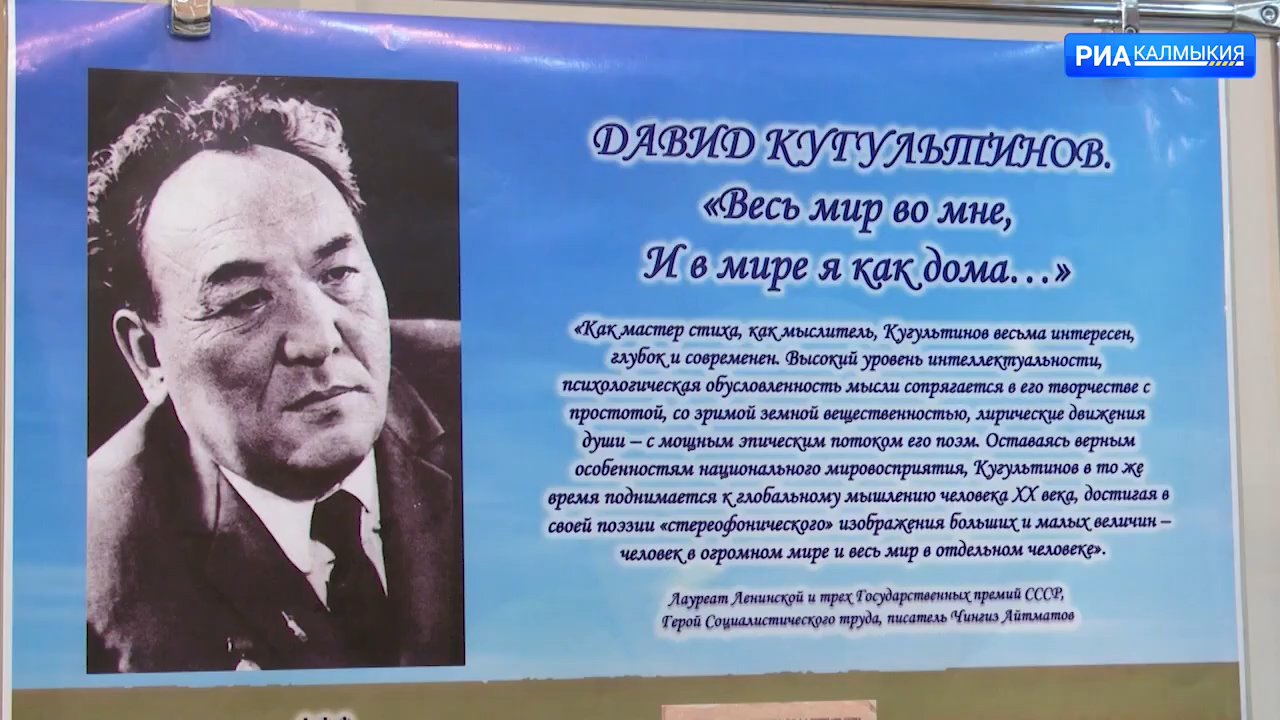 РИА КАЛМЫКИЯ
ДАВИД КУГУЛЬТИНОВ.
«Весь мир во мне,
И в мире я как дома…»
«Как мастер стиха, как мыслитель, Кугультинов весьма интересен,
глубок и современен. Высокий уровень интеллектуальности,
психологическая обусловленность мысли сопрягается в его творчестве с
простотой, со зримой земной вещественностью, лирические движения
души – с мощным эпическим потоком его поэм. Оставаясь верным
особенностям национального мировосприятия, Кугультинов в то же
время поднимается к глобальному мышлению человека XX века, достигая в
своей поэзии «стереофонического» изображения больших и малых величин –
человек в огромном мире и весь мир в отдельном человеке».
Лауреат Ленинской и трех Государственных премий СССР,
Герой Социалистического труда, писатель Чингиз Айтматов